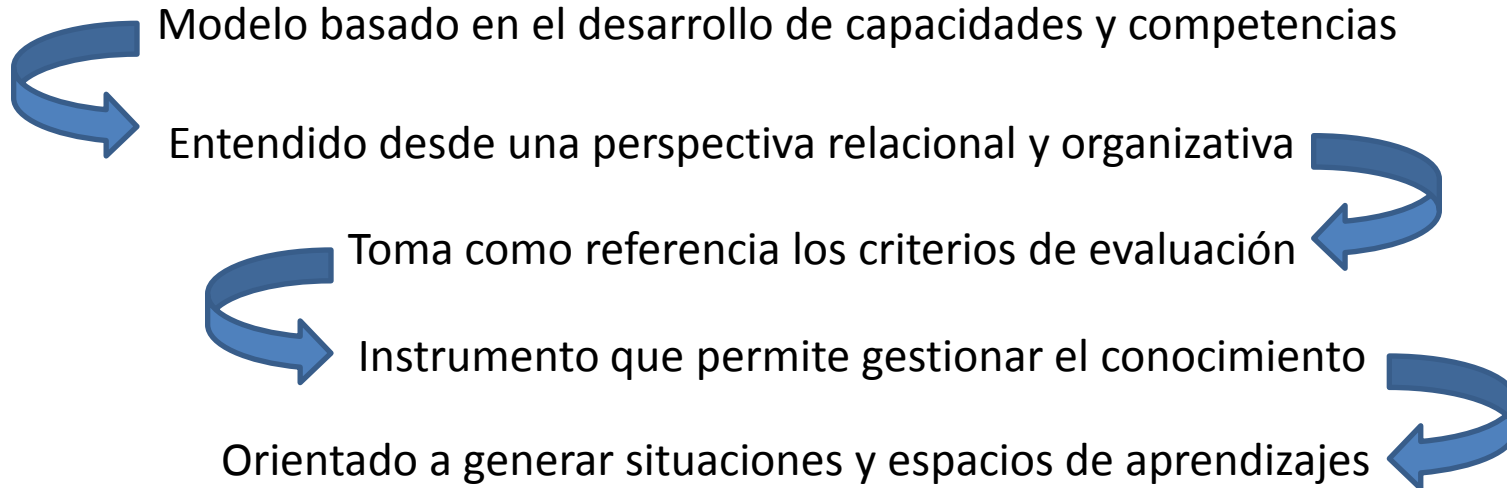 Modelo basado en el desarrollo de capacidades y competencias
Entendido desde una perspectiva relacional y organizativa
Toma como referencia los criterios de evaluación
Instrumento que permite gestionar el conocimiento
Orientado a generar situaciones y espacios de aprendizajes